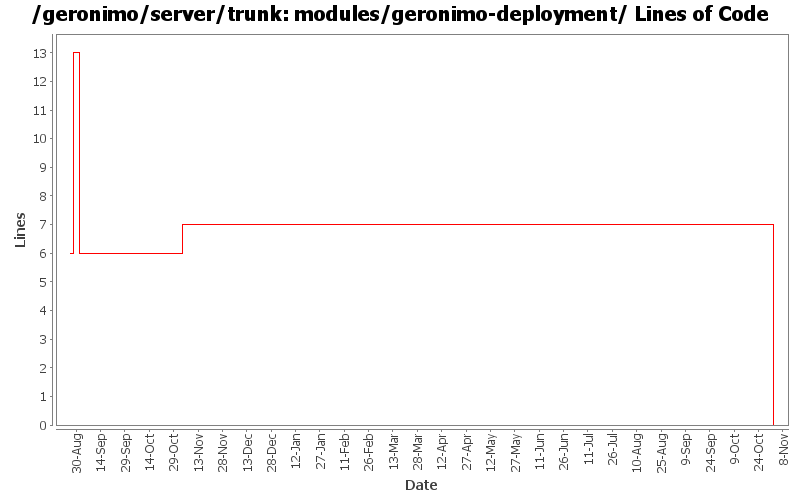 /geronimo/server/trunk: modules/geronimo-deployment/ Lines of Code
13
12
11
10
9
8
7
6
5
4
3
2
1
0
Lines
30-Aug
14-Sep
29-Sep
14-Oct
29-Oct
13-Nov
28-Nov
13-Dec
28-Dec
12-Jan
27-Jan
11-Feb
26-Feb
13-Mar
28-Mar
12-Apr
27-Apr
12-May
27-May
11-Jun
26-Jun
11-Jul
26-Jul
10-Aug
25-Aug
9-Sep
24-Sep
9-Oct
24-Oct
8-Nov
Date